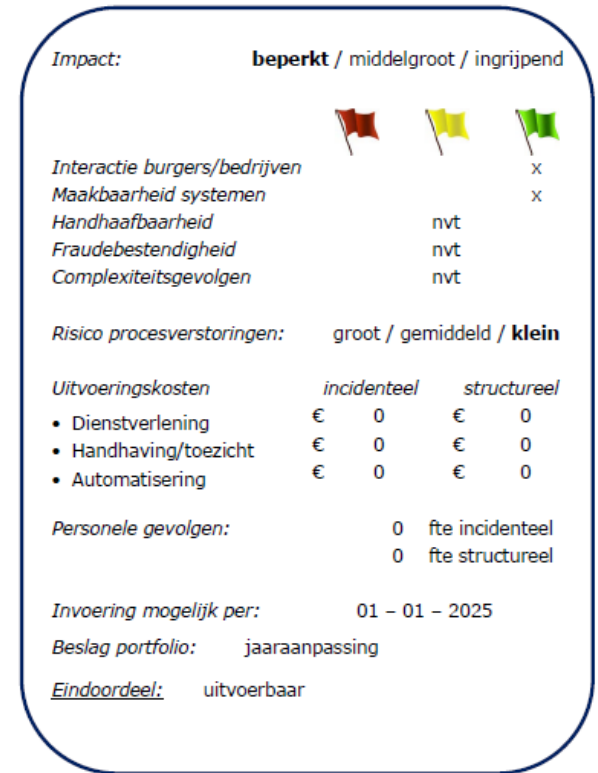 Impact: beperkt / middelgroot / ingrijpend
Interactie burgers/bedrijven x
Maakbaarheid systemen x
Handhaafbaarheid nvt
Fraudebestendigheid nvt
Complexiteitsgevolgen nvt
Risico procesverstoringen: groot / gemiddeld / klein
Uitvoeringskosten incidenteel structureel
• Dienstverlening € 0 € 0
• Handhaving/toezicht € 0 € 0
• Automatisering € 0 € 0
Personele gevolgen: 0 fte incidenteel
0 fte structureel
Invoering mogelijk per: 01 – 01 – 2025
Beslag portfolio: jaaraanpassing
Eindoordeel: uitvoerbaar